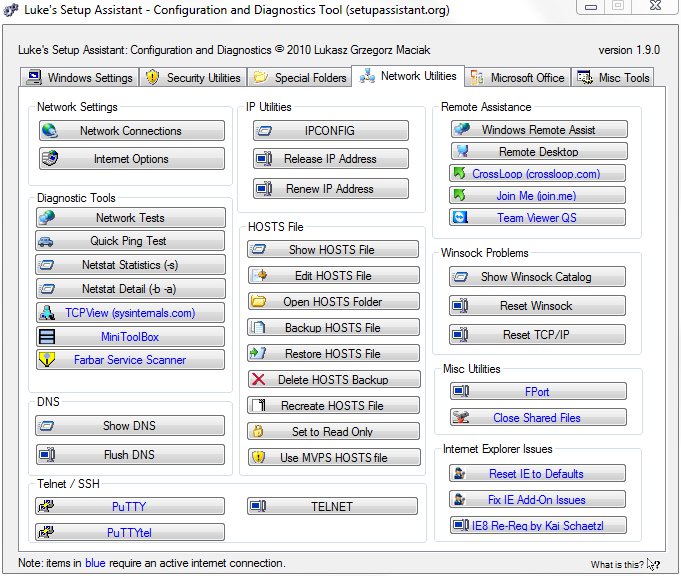 Luke's Setup Assistant - Configuration and Diagnostics Tool (setupassistant.org)
Luke's Setup Assistant: Configuration and Diagnostics © 2010 Lukasz Grzegorz Maciak
version 1.9.0
Windows Settings
Security Utilities
Special Folders
Network Utilities
Microsoft Office
Misc Tools
Network Settings
Network Connections
Internet Options
Diagnostic Tools
Network Tests
Quick Ping Test
Netstat Statistics (-s)
Netstat Detail (-b -a)
TCPView (sysinternals.com)
MiniToolBox
Farbar Service Scanner
DNS
Show DNS
Flush DNS
Telnet / SSH
PuTTY
PuTTYtel
TELNET
IP Utilities
IPCONFIG
Release IP Address
Renew IP Address
HOSTS File
Show HOSTS File
Edit HOSTS File
Open HOSTS Folder
Backup HOSTS File
Restore HOSTS File
Delete HOSTS Backup
Recreate HOSTS File
Set to Read Only
Use MVPS HOSTS file
Remote Assistance
Windows Remote Assist
Remote Desktop
CrossLoop (crossloop.com)
Join Me (join.me)
Team Viewer QS
Winsock Problems
Show Winsock Catalog
Reset Winsock
Reset TCP/IP
Misc Utilities
FPort
Close Shared Files
Internet Explorer Issues
Reset IE to Defaults
Fix IE Add-On Issues
IE8 Re-Reg by Kai Schaetzl
Note: items in blue require an active internet connection.
What is this? ?